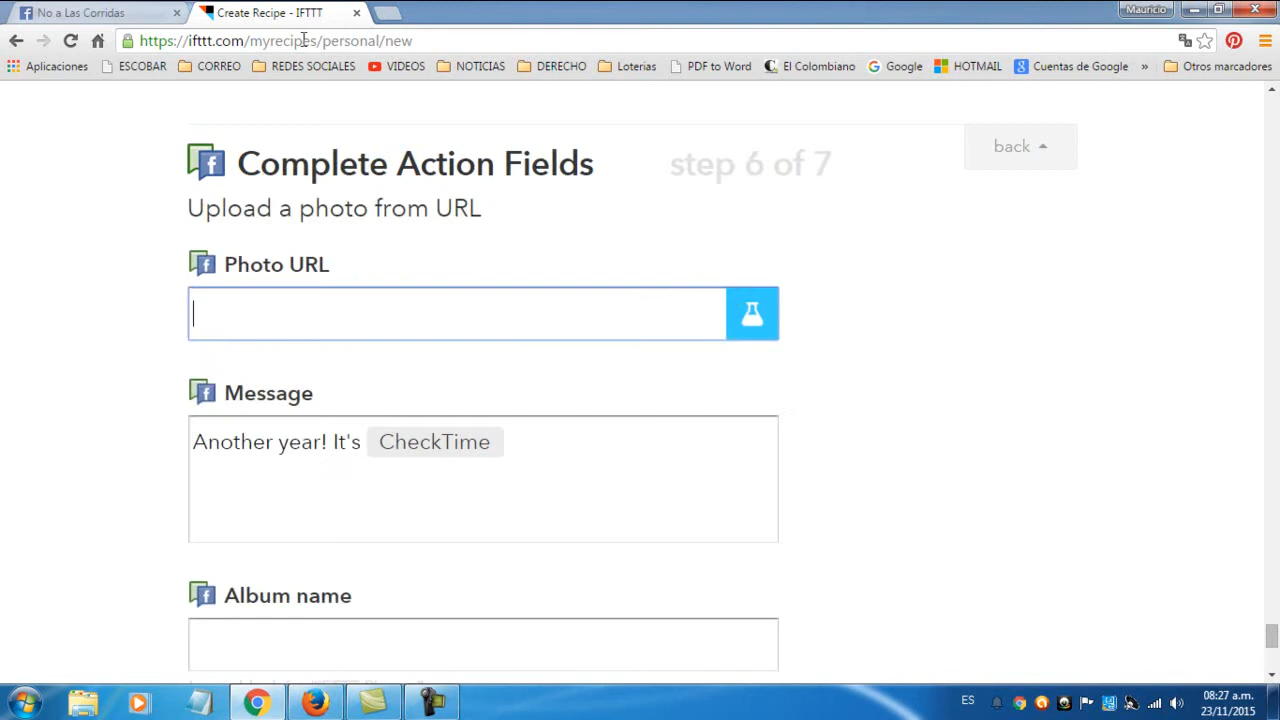 No a Las Corridas
Create Recipe - IFTTT
Mauricio
https://ifttt.com/myrecipes/personal/new
Aplicaciones ESCOBAR CORREO REDES SOCIALES VIDEOS NOTICIAS DERECHO Loterias PDF to Word El Colombiano Google HOTMAIL Cuentas de Google » Otros marcadores
Complete Action Fields step 6 of 7 back
Upload a photo from URL
Photo URL
Message
Another year! It's CheckTime
Album name
ES 08:27 a.m.
23/11/2015